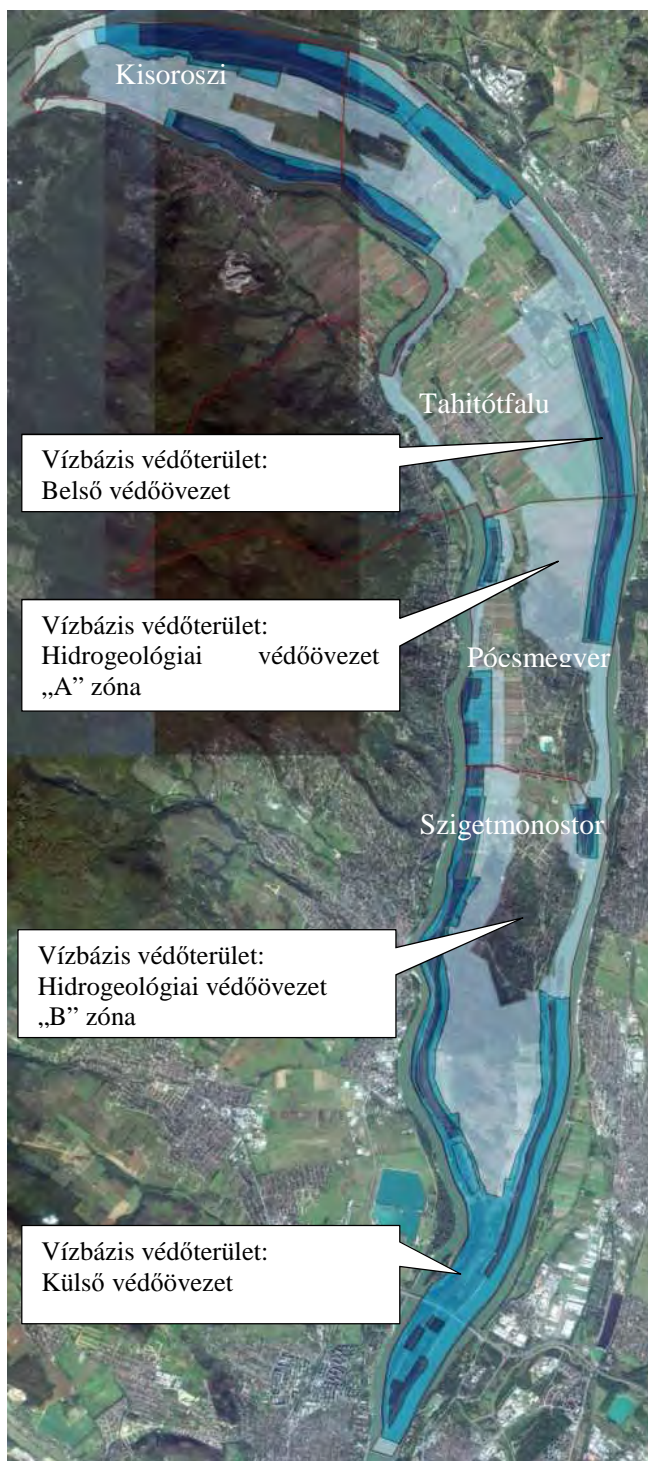 Kisoroszi
Tahitótfalu
Vízbázis védőterület:
Belső védőövezet
Vízbázis védőterület:
Hidrogeológiai védőövezet
„A” zóna
Pócsmegyer
Szigetmonostor
Vízbázis védőterület:
Hidrogeológiai védőövezet
„B” zóna
Vízbázis védőterület:
Külső védőövezet